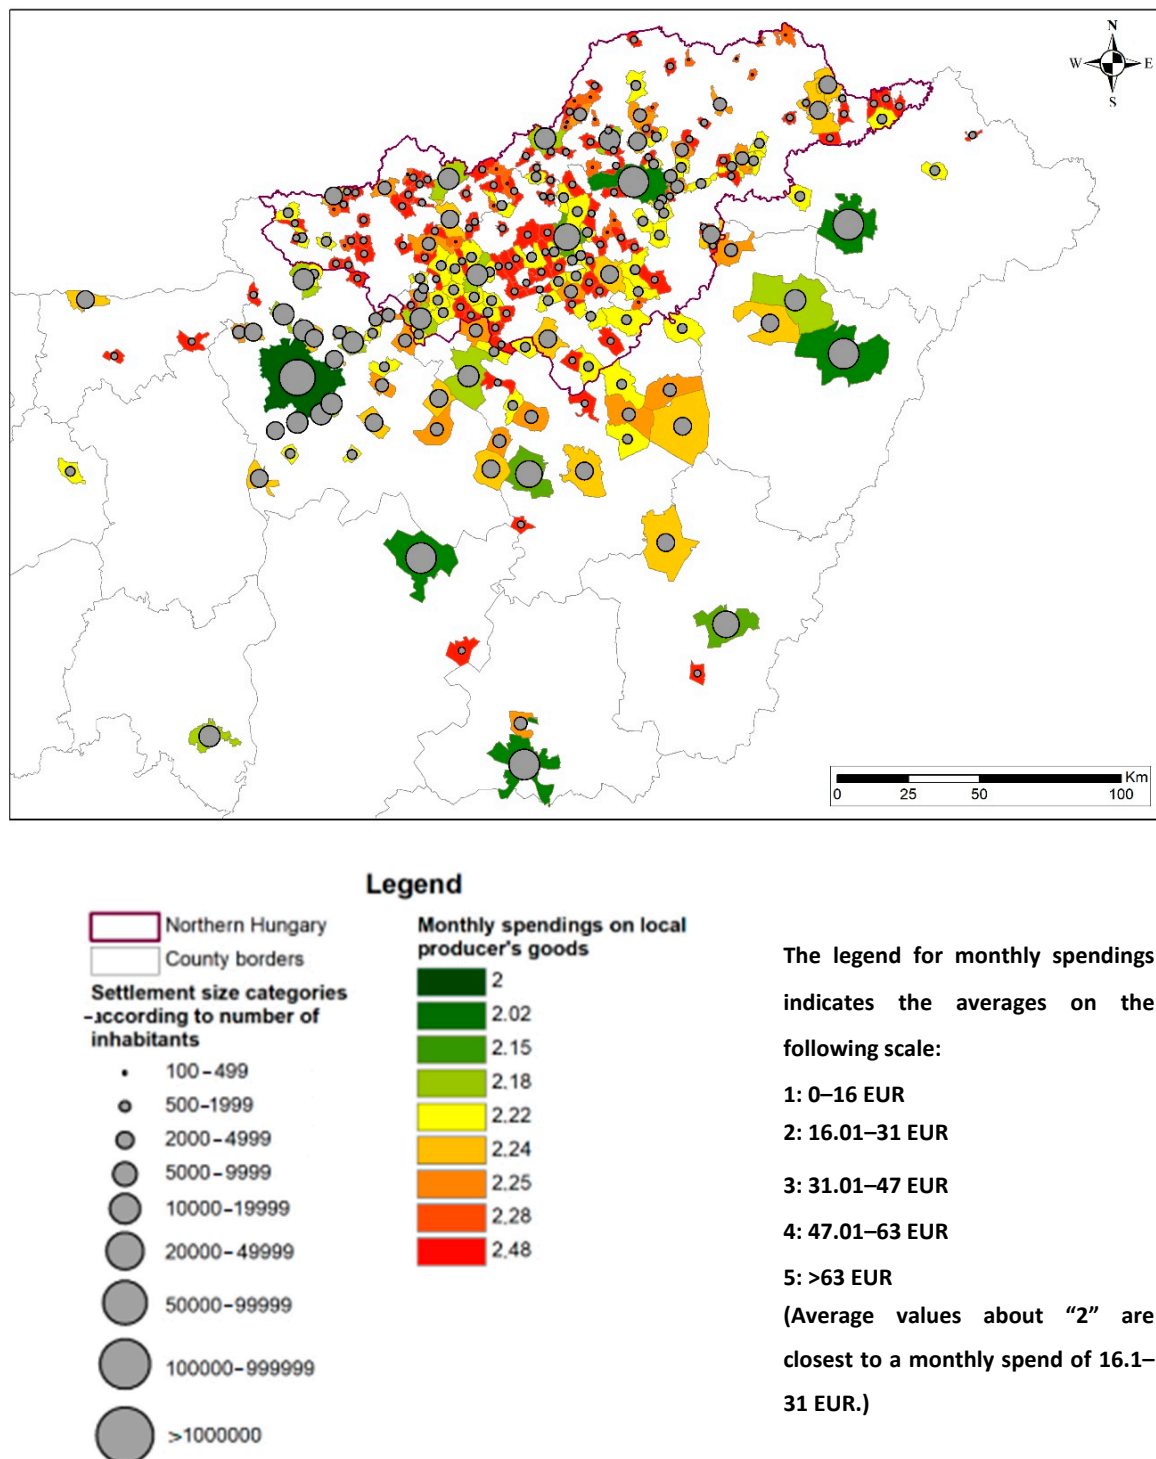 N
W E
S
Km
0 25 50 100
Legend
Northern Hungary
County borders
Settlement size categories
according to number of
inhabitants
100-499
500-1999
2000-4999
5000-9999
10000-19999
20000-49999
50000-99999
100000-999999
>1000000
Monthly spendings on local
producer's goods
2
2.02
2.15
2.18
2.22
2.24
2.25
2.28
2.48
The legend for monthly spendings
indicates the averages on the
following scale:
1: 0–16 EUR
2: 16.01–31 EUR
3: 31.01–47 EUR
4: 47.01–63 EUR
5: >63 EUR
(Average values about “2” are
closest to a monthly spend of 16.1–
31 EUR.)